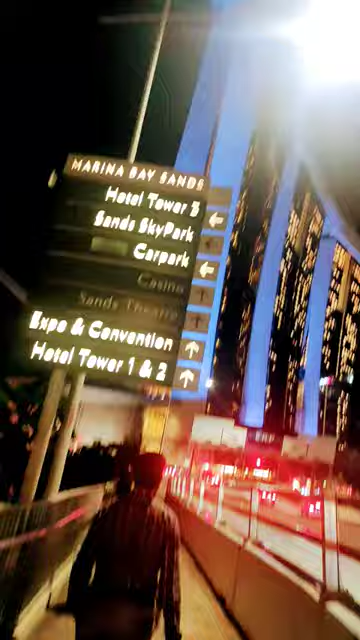 MARINA BAY SANDS
Hotel Tower 3
Sands SkyPark
Carpark
Casino
Sands Theatre
Expo & Convention
Hotel Tower 1 & 2